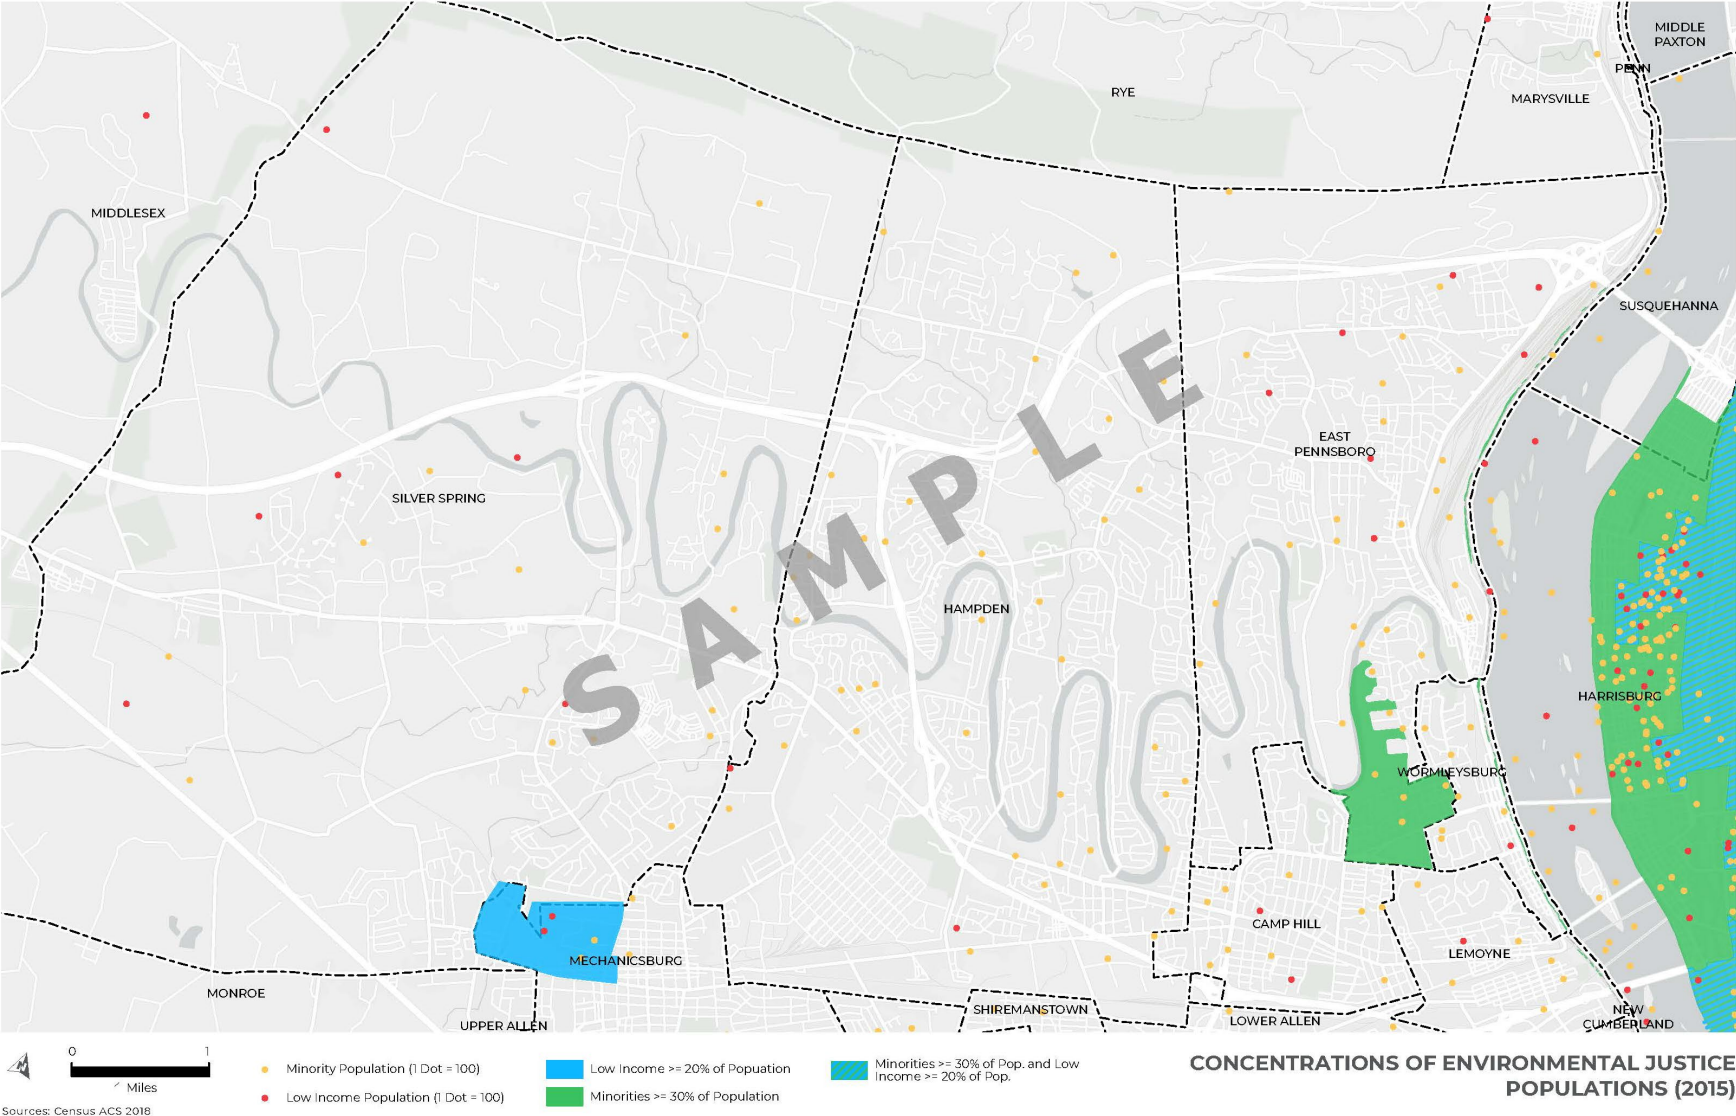 MIDDLE
PAXTON
PENN
RYE
MARYSVILLE
MIDDLESEX
SUSQUEHANNA
EAST
PENNSBORO
SILVER SPRING
SAMPLE
HAMPDEN
HARRISBURG
WORMLEYSBURG
CAMP HILL
LEMOYNE
MECHANICSBURG
MONROE
SHIREMANSTOWN
NEW
CUMBERLAND
LOWER ALLEN
UPPER ALLEN
0 1
Miles
Minority Population (1 Dot = 100)
Low Income Population (1 Dot = 100)
Low Income >= 20% of Popuation
Minorities >= 30% of Population
Minorities >= 30% of Pop. and Low
Income >= 20% of Pop.
CONCENTRATIONS OF ENVIRONMENTAL JUSTICE
POPULATIONS (2015)
Sources: Census ACS 2018